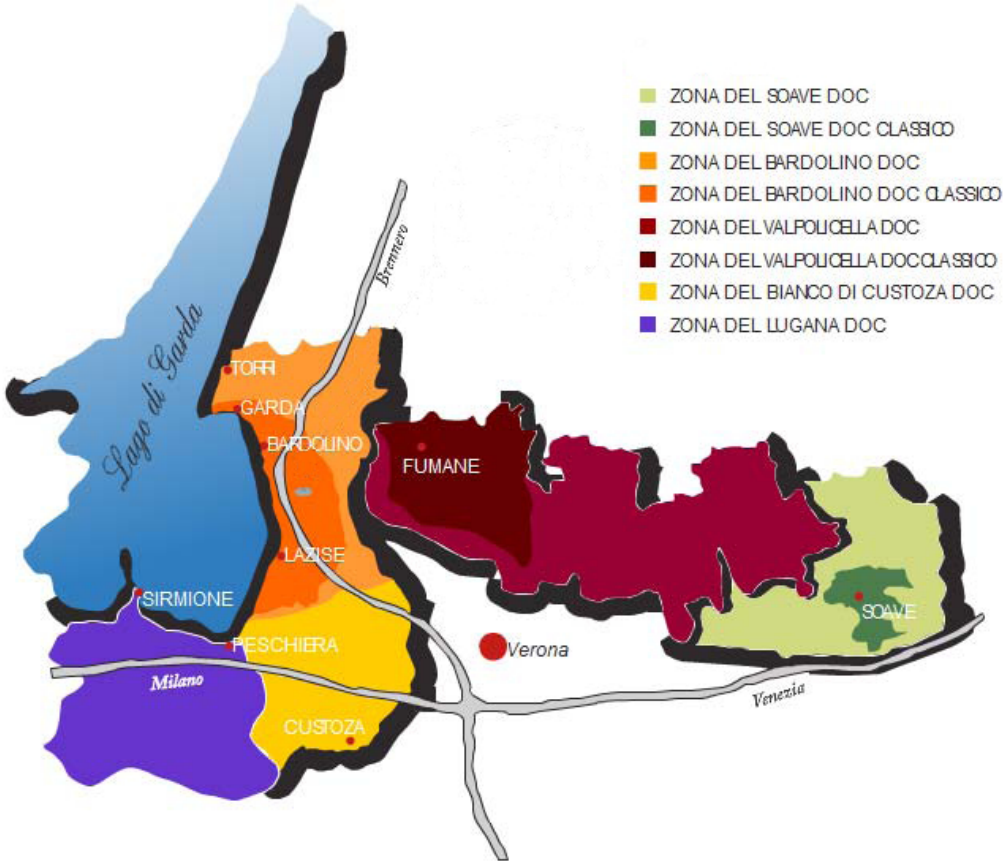 ZONA DEL SOAVE DOC
ZONA DEL SOAVE DOC CLASSICO
ZONA DEL BARDOLINO DOC
ZONA DEL BARDOLINO DOC CLASSICO
ZONA DEL VALPOLICELLA DOC
ZONA DEL VALPOLICELLA DOC CLASSICO
ZONA DEL BIANCO DI CUSTOZA DOC
ZONA DEL LUGANA DOC
Brennero
Lago di Garda
TORRI
GARDA
BARDOLINO
FUMANE
LAZISE
SIRMIONE
SOAVE
PESCHIERA
Verona
Milano
Venezia
CUSTOZA